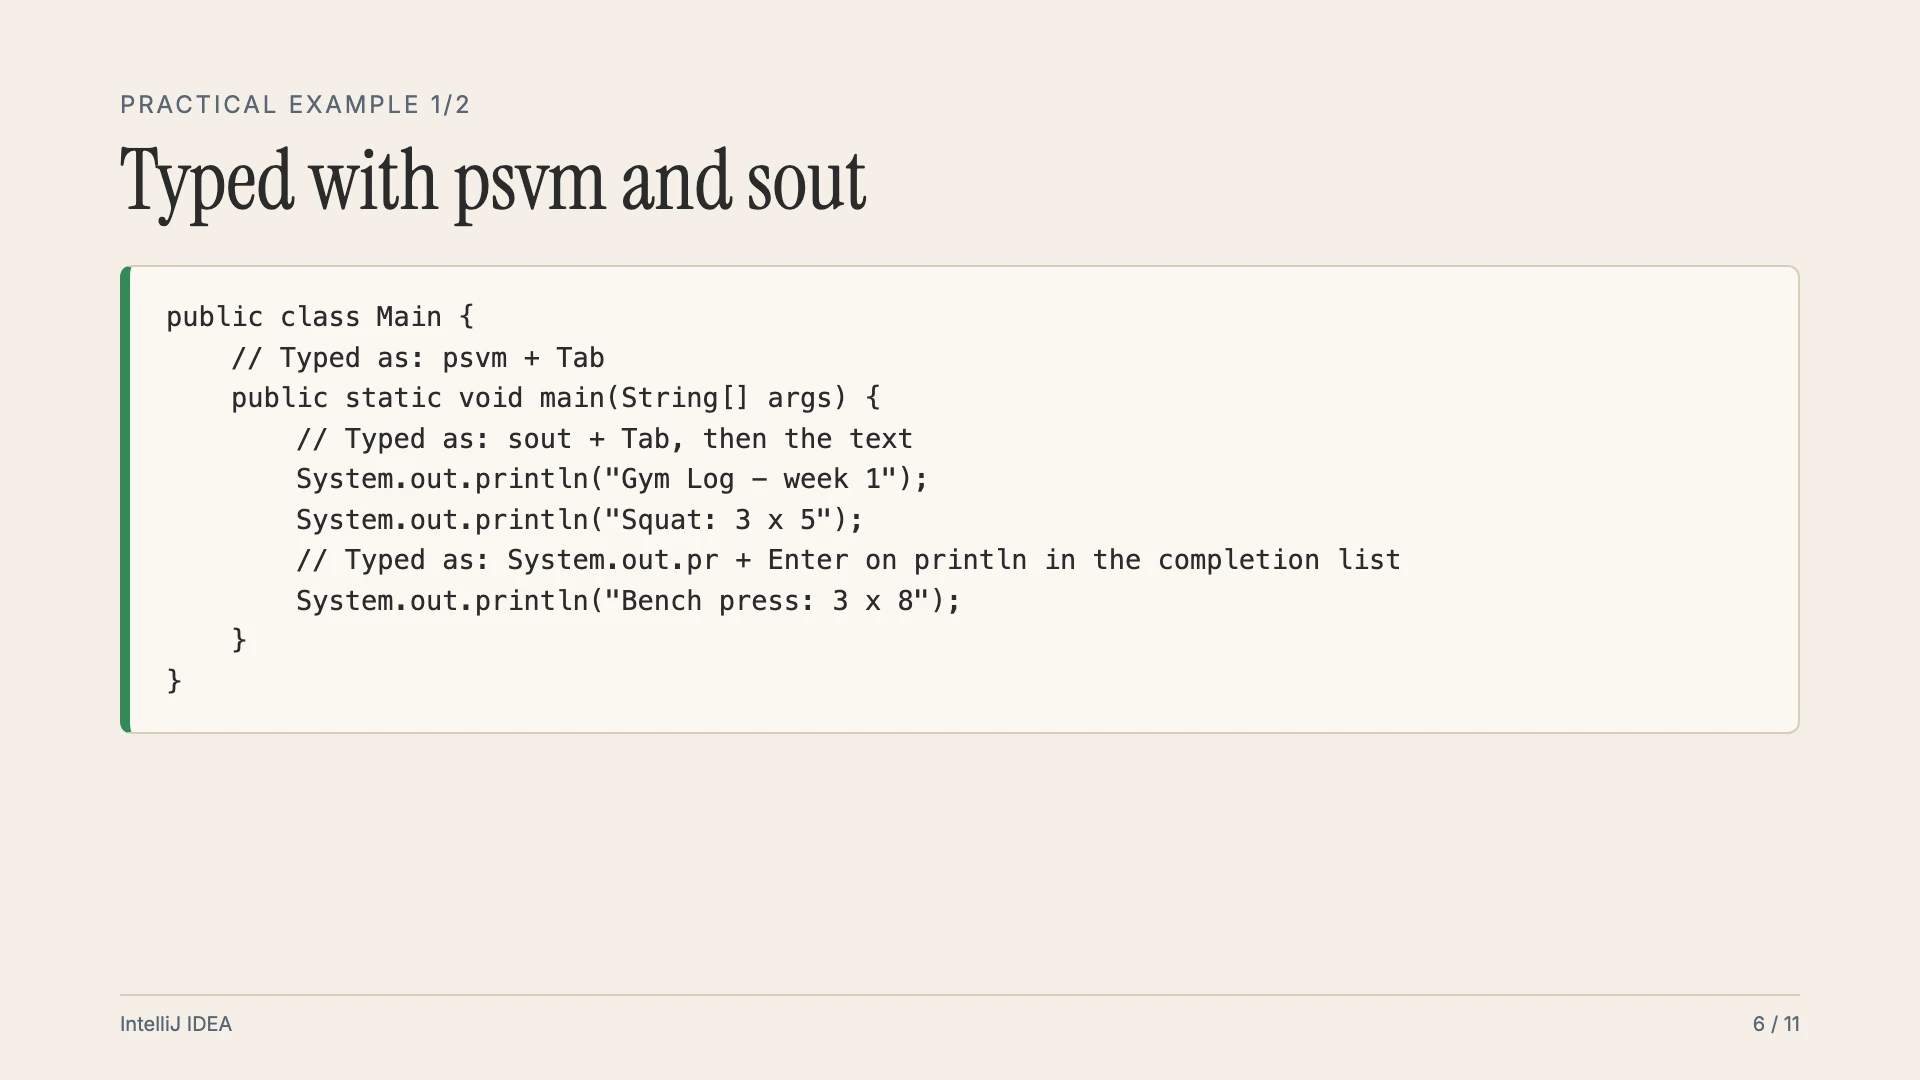 PRACTICAL EXAMPLE 1/2
Typed with psvm and sout
public class Main {
    // Typed as: psvm + Tab
    public static void main(String[] args) {
        // Typed as: sout + Tab, then the text
        System.out.println("Gym Log – week 1");
        System.out.println("Squat: 3 x 5");
        // Typed as: System.out.pr + Enter on println in the completion list
        System.out.println("Bench press: 3 x 8");
    }
}
IntelliJ IDEA
6 / 11